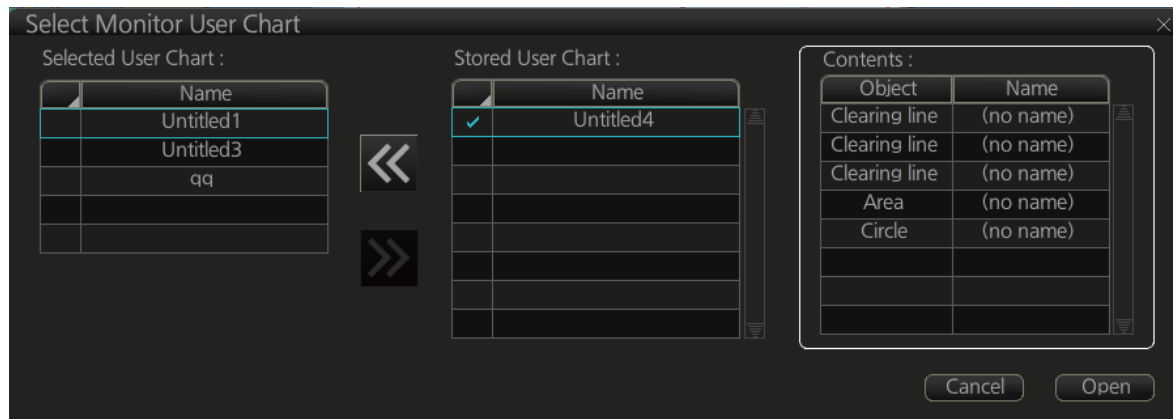 Select Monitor User Chart
Selected User Chart :
Name
Untitled1
Untitled3
qq
Stored User Chart :
Name
Untitled4
Contents :
Object Name
Clearing line (no name)
Clearing line (no name)
Clearing line (no name)
Area (no name)
Circle (no name)
Cancel Open